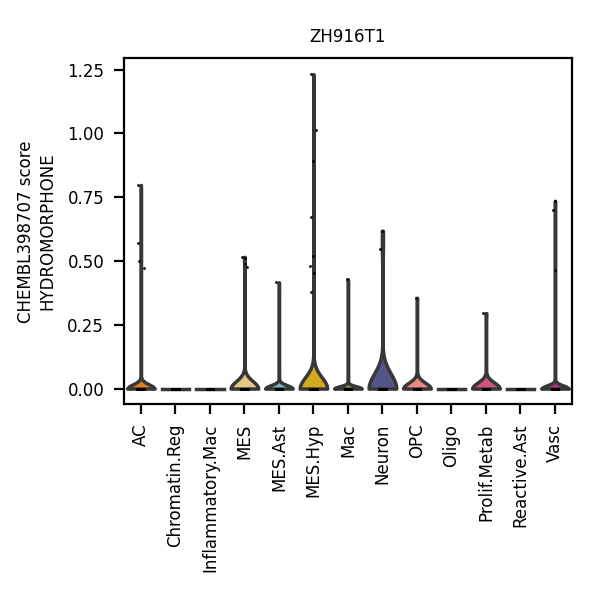 ZH916T1
CHEMBL398707 score
HYDROMORPHONE
1.25
1.00
0.75
0.50
0.25
0.00
AC
Chromatin.Reg
Inflammatory.Mac
MES
MES.Ast
MES.Hyp
Mac
Neuron
OPC
Oligo
Prolif.Metab
Reactive.Ast
Vasc